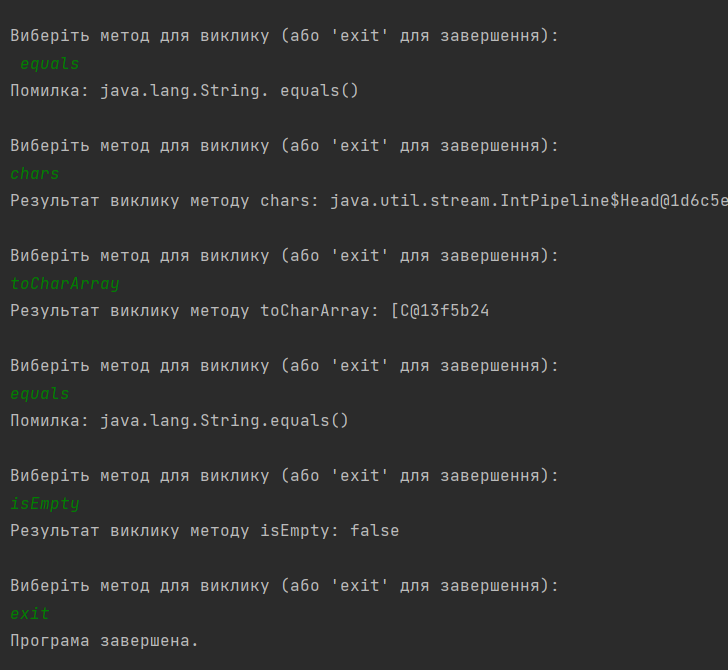 Виберіть метод для виклику (або 'exit' для завершення):
equals
Помилка: java.lang.String. equals()
Виберіть метод для виклику (або 'exit' для завершення):
chars
Результат виклику методу chars: java.util.stream.IntPipeline$Head@1d6c5e
Виберіть метод для виклику (або 'exit' для завершення):
toCharArray
Результат виклику методу toCharArray: [C@13f5b24
Виберіть метод для виклику (або 'exit' для завершення):
equals
Помилка: java.lang.String.equals()
Виберіть метод для виклику (або 'exit' для завершення):
isEmpty
Результат виклику методу isEmpty: false
Виберіть метод для виклику (або 'exit' для завершення):
exit
Програма завершена.